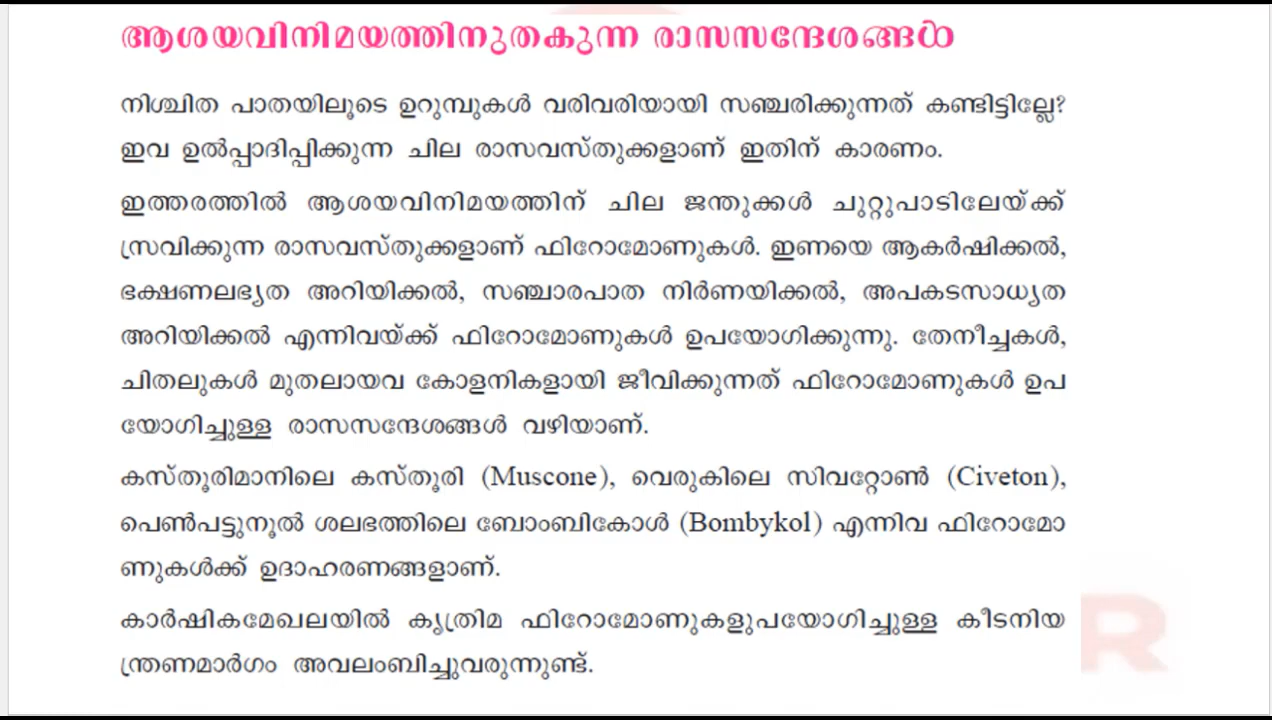 ആശയവിനിമയത്തിനുതകുന്ന രാസസന്ദേശങ്ങൾ
നിശ്ചിത പാതയിലൂടെ ഉറുമ്പുകൾ വരിവരിയായി സഞ്ചരിക്കുന്നത് കണ്ടിട്ടില്ലേ?
ഇവ ഉൽപ്പാദിപ്പിക്കുന്ന ചില രാസവസ്തുക്കളാണ് ഇതിന് കാരണം.
ഇത്തരത്തിൽ ആശയവിനിമയത്തിന് ചില ജന്തുക്കൾ ചുറ്റുപാടിലേയ്ക്ക്
സ്രവിക്കുന്ന രാസവസ്തുക്കളാണ് ഫിറോമോണുകൾ. ഇണയെ ആകർഷിക്കൽ,
ഭക്ഷണലഭ്യത അറിയിക്കൽ, സഞ്ചാരപാത നിർണയിക്കൽ, അപകടസാധ്യത
അറിയിക്കൽ എന്നിവയ്ക്ക് ഫിറോമോണുകൾ ഉപയോഗിക്കുന്നു. തേനീച്ചകൾ,
ചിതലുകൾ മുതലായവ കോളനികളായി ജീവിക്കുന്നത് ഫിറോമോണുകൾ ഉപ
യോഗിച്ചുള്ള രാസസന്ദേശങ്ങൾ വഴിയാണ്.
കസ്തൂരിമാനിലെ കസ്തൂരി (Muscone), വെരുകിലെ സിവറ്റോൺ (Civeton),
പെൺപട്ടുനൂൽ ശലഭത്തിലെ ബോംബികോൾ (Bombykol) എന്നിവ ഫിറോമോ
ണുകൾക്ക് ഉദാഹരണങ്ങളാണ്.
കാർഷികമേഖലയിൽ കൃത്രിമ ഫിറോമോണുകളുപയോഗിച്ചുള്ള കീടനിയ
ന്ത്രണമാർഗം അവലംബിച്ചുവരുന്നുണ്ട്.
R